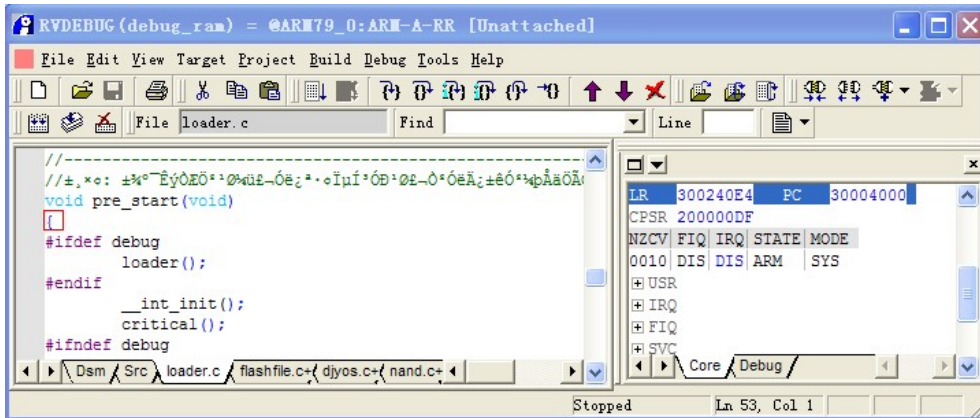 RVDEBUG(debug_ram) = @ARM79_0:ARM-A-RR [Unattached]
File Edit View Target Project Build Debug Tools Help
File loader.c Find Line
//
void pre_start(void)
{
#ifdef debug
loader();
#endif
__int_init();
critical();
#ifndef debug
Dsm Src loader.c flashfile.c+ djyos.c+ nand.c+
LR 300240E4 PC 30004000
CPSR 200000DF
NZCV FIQ IRQ STATE MODE
0010 DIS DIS ARM SYS
USR
IRQ
FIQ
SVC
Core Debug
Stopped Ln 53, Col 1